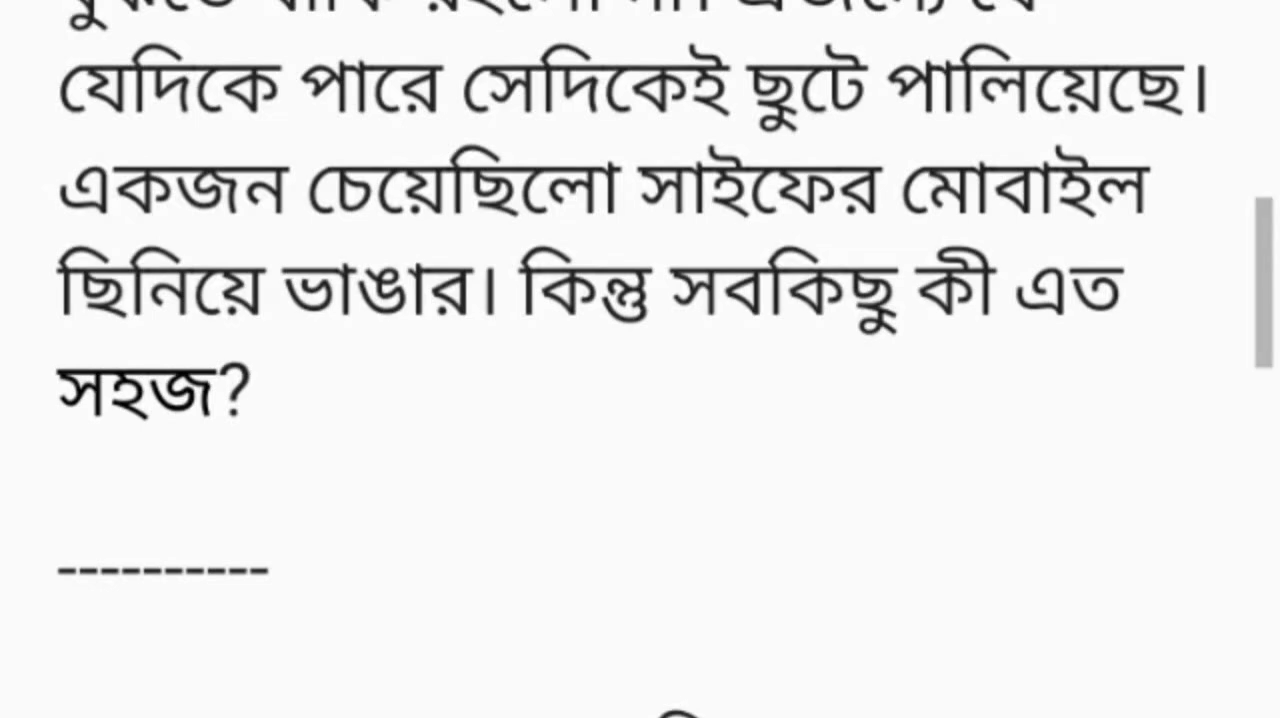 যেদিকে পারে সেদিকেই ছুটে পালিয়েছে।
একজন চেয়েছিলো সাইফের মোবাইল
ছিনিয়ে ভাঙার। কিন্তু সবকিছু কী এত
সহজ?
----------